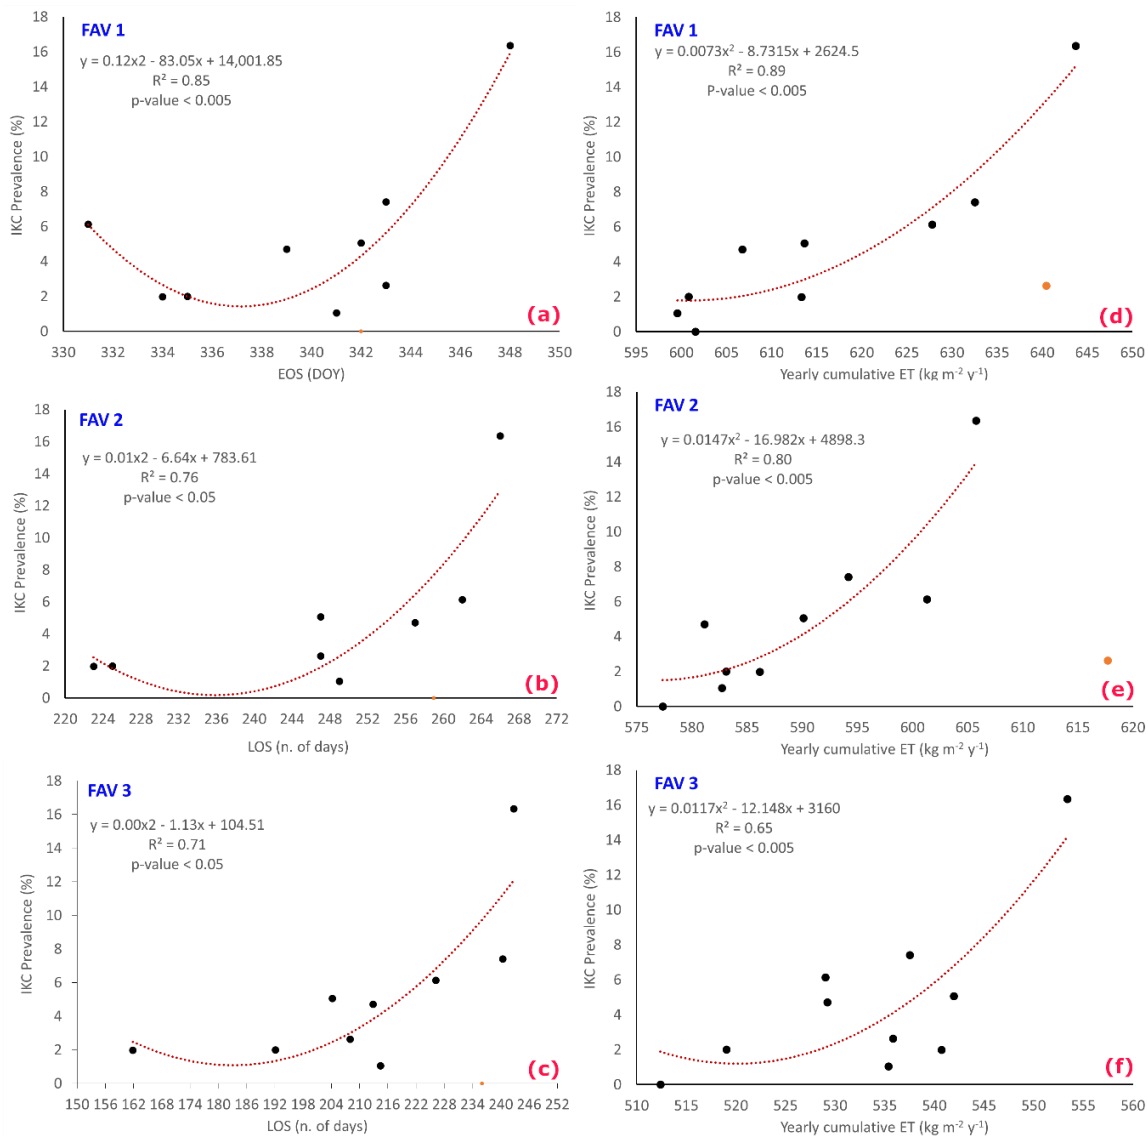 FAV 1
y = 0.12x2 - 83.05x + 14,001.85
R² = 0.85
p-value < 0.005
IKC Prevalence (%)
18
16
14
12
10
8
6
4
2
0
330 332 334 336 338 340 342 344 346 348 350
EOS (DOY)
(a)
FAV 1
y = 0.0073x² - 8.7315x + 2624.5
R² = 0.89
P-value < 0.005
IKC Prevalence (%)
18
16
14
12
10
8
6
4
2
0
595 600 605 610 615 620 625 630 635 640 645 650
Yearly cumulative ET (kg m⁻² y⁻¹)
(d)
FAV 2
y = 0.01x2 - 6.64x + 783.61
R² = 0.76
p-value < 0.05
IKC Prevalence (%)
18
16
14
12
10
8
6
4
2
0
220 224 228 232 236 240 244 248 252 256 260 264 268 272
LOS (n. of days)
(b)
FAV 2
y = 0.0147x² - 16.982x + 4898.3
R² = 0.80
p-value < 0.005
IKC Prevalence (%)
18
16
14
12
10
8
6
4
2
0
575 580 585 590 595 600 605 610 615 620
Yearly cumulative ET (kg m⁻² y⁻¹)
(e)
FAV 3
y = 0.00x2 - 1.13x + 104.51
R² = 0.71
p-value < 0.05
IKC Prevalence (%)
18
16
14
12
10
8
6
4
2
0
150 156 162 168 174 180 186 192 198 204 210 216 222 228 234 240 246 252
LOS (n. of days)
(c)
FAV 3
y = 0.0117x² - 12.148x + 3160
R² = 0.65
p-value < 0.005
IKC Prevalence (%)
18
16
14
12
10
8
6
4
2
0
510 515 520 525 530 535 540 545 550 555 560
Yearly cumulative ET (kg m⁻² y⁻¹)
(f)